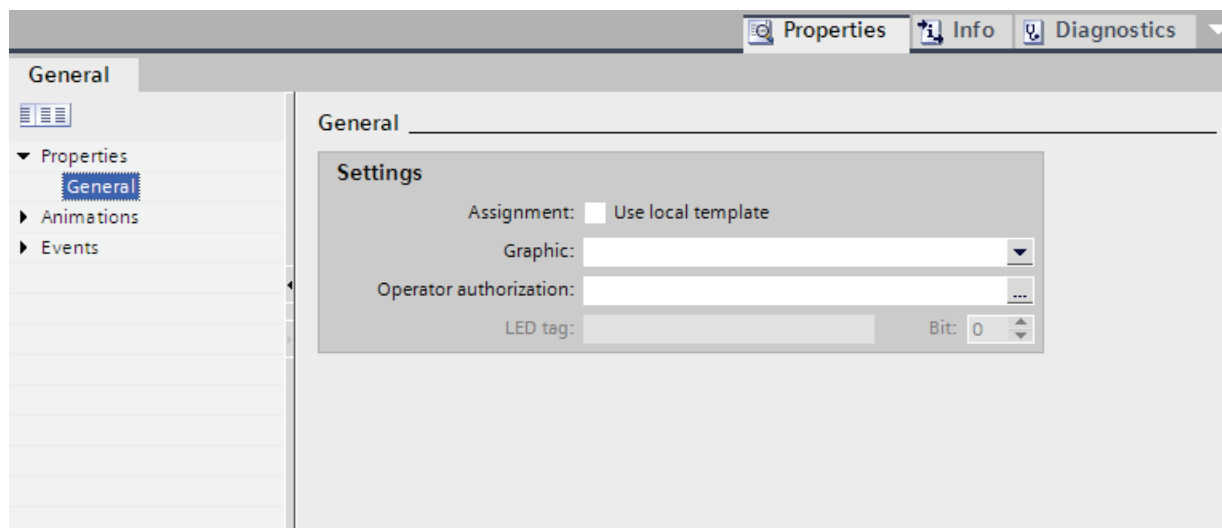 Properties Info Diagnostics
General
General
Properties
Settings
General
Assignment: Use local template
Animations
Graphic:
Events
Operator authorization: ...
LED tag: Bit: 0